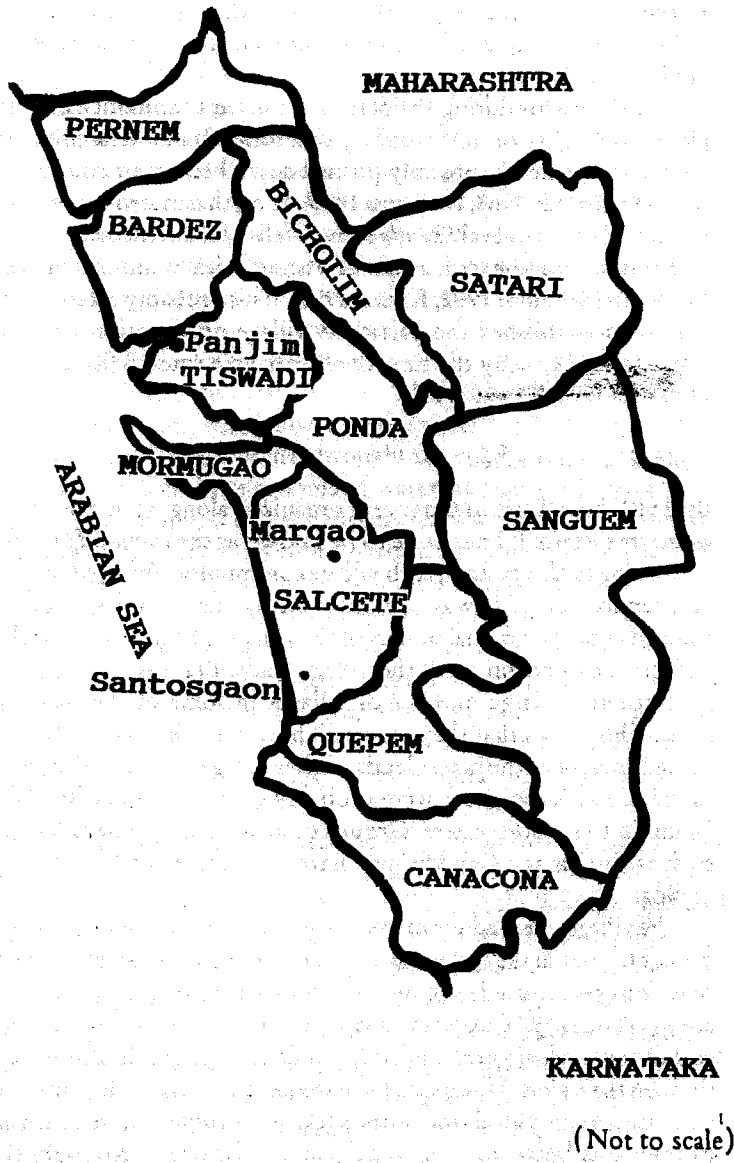 MAHARASHTRA
PERNEM
BARDEZ
BICHOLIM
SATARI
Panjim
TISWADI
PONDA
MORMUGAO
ARABIAN SEA
Margao
SANGUEM
SALCETE
Santosgaon
QUEPEM
CANACONA
KARNATAKA
(Not to scale)